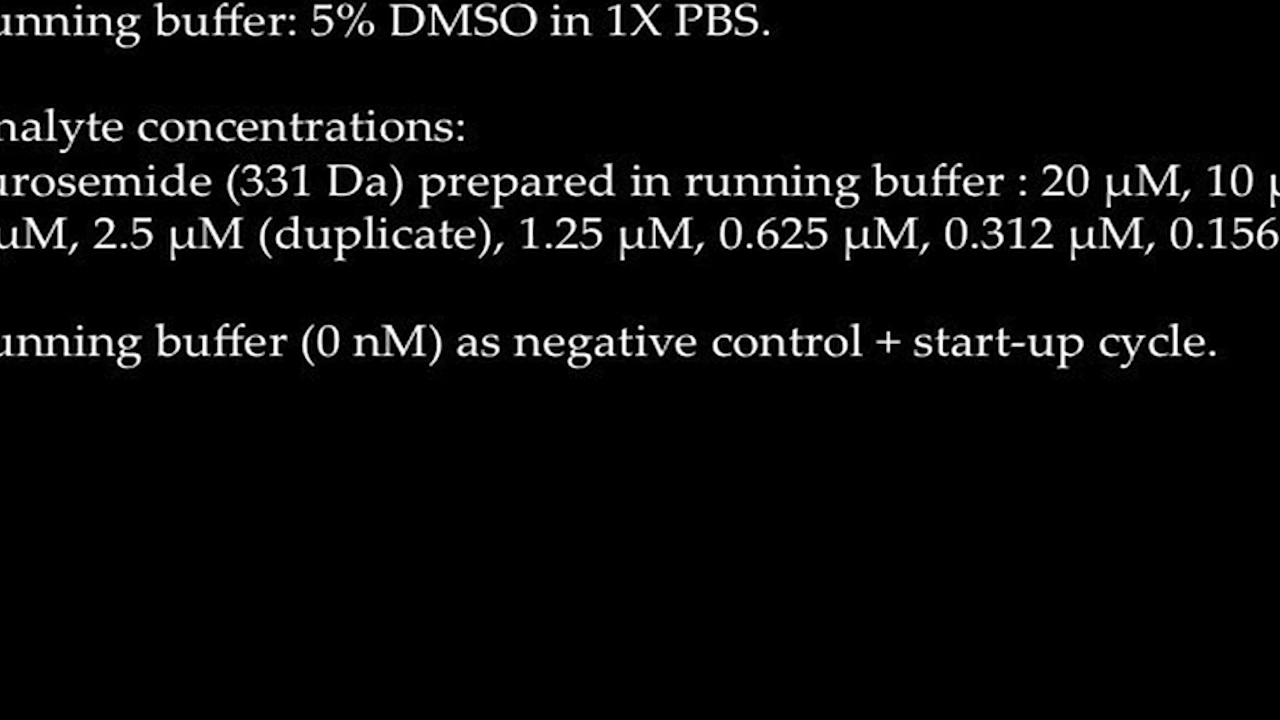 unning buffer: 5% DMSO in 1X PBS.
nalyte concentrations:
urosemide (331 Da) prepared in running buffer : 20 µM, 10 µ
uM, 2.5 µM (duplicate), 1.25 µM, 0.625 µM, 0.312 µM, 0.156
unning buffer (0 nM) as negative control + start-up cycle.